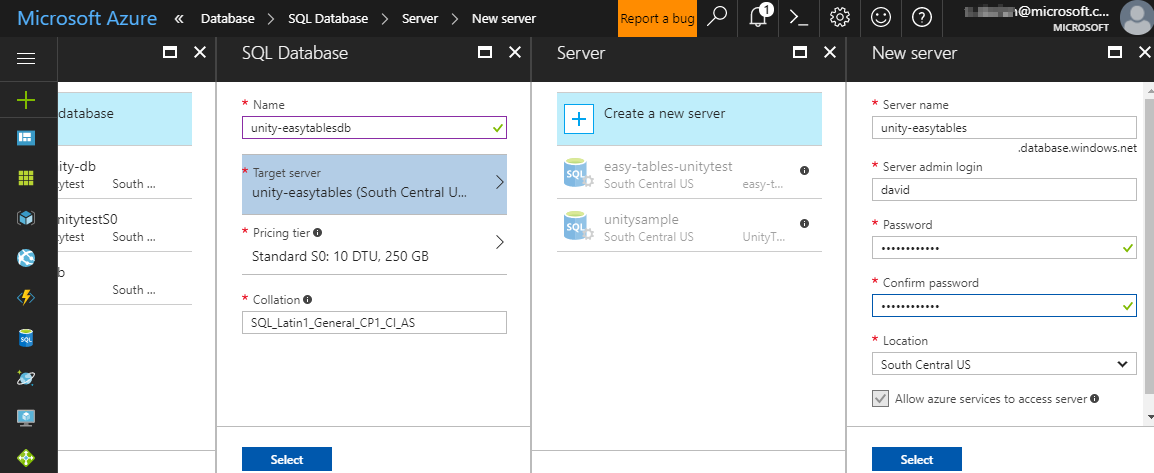 Microsoft Azure « Database > SQL Database > Server > New server
Report a bug
1
@microsoft.c...
MICROSOFT
database
ity-db
ytest South ...
nitytestS0
ytest South ...
b
South ...
SQL
SQL Database
* Name
unity-easytablesdb
* Target server
unity-easytables (South Central U...
* Pricing tier
Standard S0: 10 DTU, 250 GB
* Collation
SQL_Latin1_General_CP1_CI_AS
Select
Server
Create a new server
SQL
easy-tables-unitytest
South Central US easy-t...
SQL
unitysample
South Central US UnityT...
New server
* Server name
unity-easytables
.database.windows.net
* Server admin login
david
* Password
••••••••••••
* Confirm password
••••••••••••
* Location
South Central US
Allow azure services to access server
Select